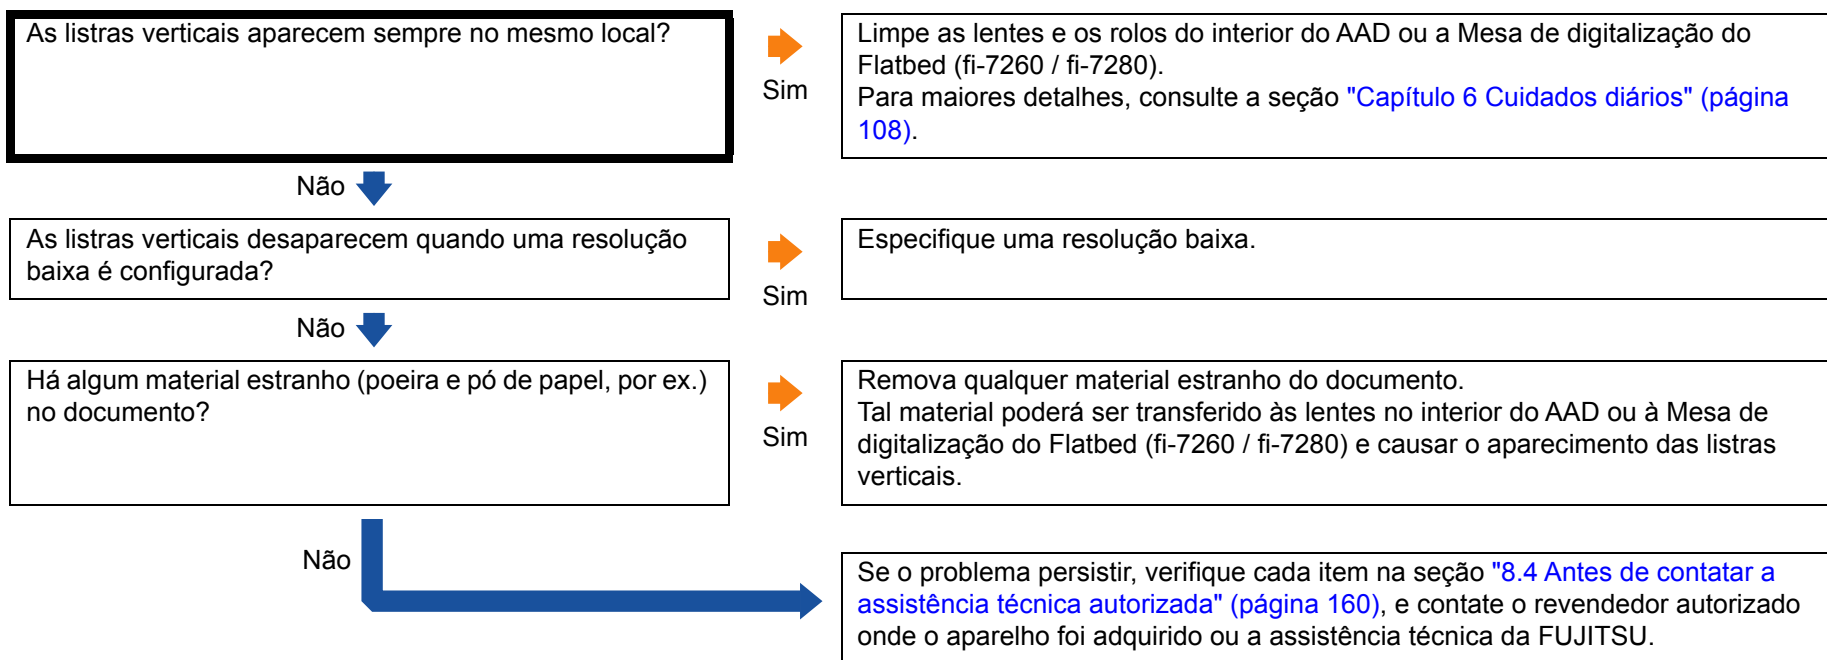 As listras verticais aparecem sempre no mesmo local?
Sim
Limpe as lentes e os rolos do interior do AAD ou a Mesa de digitalização do
Flatbed (fi-7260 / fi-7280).
Para maiores detalhes, consulte a seção "Capítulo 6 Cuidados diários" (página
108).
Não
As listras verticais desaparecem quando uma resolução
baixa é configurada?
Sim
Especifique uma resolução baixa.
Não
Há algum material estranho (poeira e pó de papel, por ex.)
no documento?
Sim
Remova qualquer material estranho do documento.
Tal material poderá ser transferido às lentes no interior do AAD ou à Mesa de
digitalização do Flatbed (fi-7260 / fi-7280) e causar o aparecimento das listras
verticais.
Não
Se o problema persistir, verifique cada item na seção "8.4 Antes de contatar a
assistência técnica autorizada" (página 160), e contate o revendedor autorizado
onde o aparelho foi adquirido ou a assistência técnica da FUJITSU.